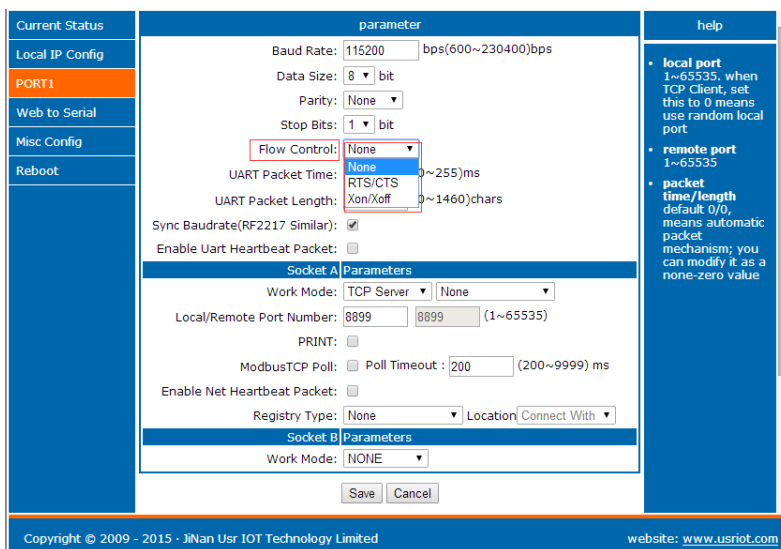 Current Status
Local IP Config
PORT1
Web to Serial
Misc Config
Reboot
parameter
Baud Rate: 115200 bps(600~230400)bps
Data Size: 8 bit
Parity: None
Stop Bits: 1 bit
Flow Control: None
None
RTS/CTS
Xon/Xoff
UART Packet Time: ~255)ms
UART Packet Length: ~1460)chars
Sync Baudrate(RF2217 Similar):
Enable Uart Heartbeat Packet:
Socket A Parameters
Work Mode: TCP Server None
Local/Remote Port Number: 8899 8899 (1~65535)
PRINT:
ModbusTCP Poll: Poll Timeout : 200 (200~9999) ms
Enable Net Heartbeat Packet:
Registry Type: None Location Connect With
Socket B Parameters
Work Mode: NONE
Save Cancel
help
• local port
1~65535. when
TCP Client, set
this to 0 means
use random local
port
• remote port
1~65535
• packet
time/length
default 0/0,
means automatic
packet
mechanism; you
can modify it as a
none-zero value
Copyright © 2009 - 2015 · JiNan Usr IOT Technology Limited
website: www.usriot.com